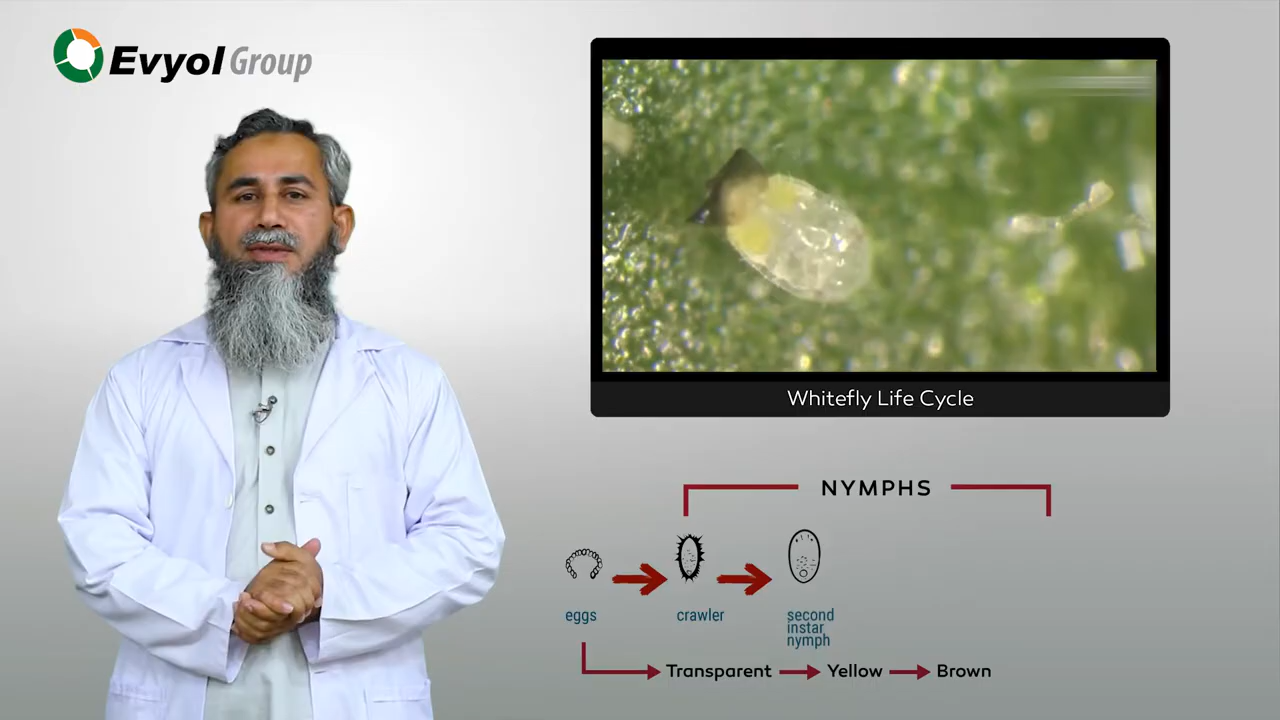 Evyol Group
Whitefly Life Cycle
NYMPHS
eggs
crawler
second
instar
nymph
Transparent
Yellow
Brown